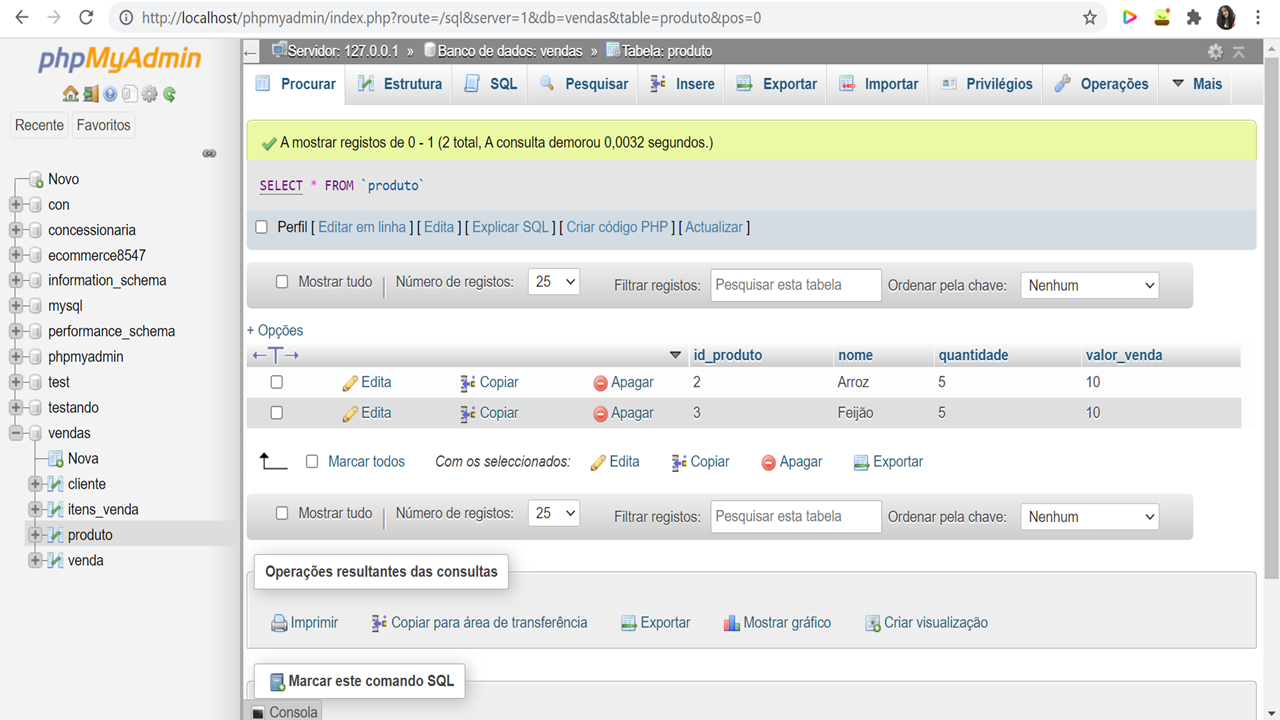 http://localhost/phpmyadmin/index.php?route=/sql&server=1&db=vendas&table=produto&pos=0
phpMyAdmin
Recente Favoritos
Novo
con
concessionaria
ecommerce8547
information_schema
mysql
performance_schema
phpmyadmin
test
testando
vendas
Nova
cliente
itens_venda
produto
venda
Servidor: 127.0.0.1 » Banco de dados: vendas » Tabela: produto
Procurar Estrutura SQL Pesquisar Insere Exportar Importar Privilégios Operações Mais
A mostrar registos de 0 - 1 (2 total, A consulta demorou 0,0032 segundos.)
SELECT * FROM `produto`
Perfil [ Editar em linha ] [ Edita ] [ Explicar SQL ] [ Criar código PHP ] [ Actualizar ]
Mostrar tudo | Número de registos: 25 Filtrar registos: Pesquisar esta tabela Ordenar pela chave: Nenhum
+ Opções
←T→ id_produto nome quantidade valor_venda
Edita Copiar Apagar 2 Arroz 5 10
Edita Copiar Apagar 3 Feijão 5 10
Marcar todos Com os seleccionados: Edita Copiar Apagar Exportar
Mostrar tudo | Número de registos: 25 Filtrar registos: Pesquisar esta tabela Ordenar pela chave: Nenhum
Operações resultantes das consultas
Imprimir Copiar para área de transferência Exportar Mostrar gráfico Criar visualização
Marcar este comando SQL
Consola